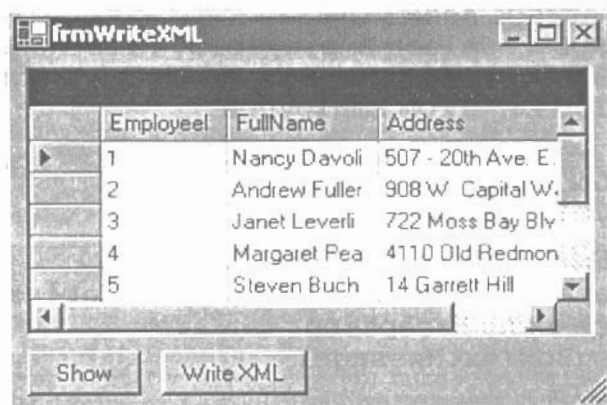 frmWriteXML
EmployeeI FullName Address
1 Nancy Davoli 507 - 20th Ave. E.
2 Andrew Fuller 908 W. Capital Wa
3 Janet Leverli 722 Moss Bay Blv
4 Margaret Pea 4110 Old Redmon
5 Steven Buch 14 Garrett Hill
Show Write XML